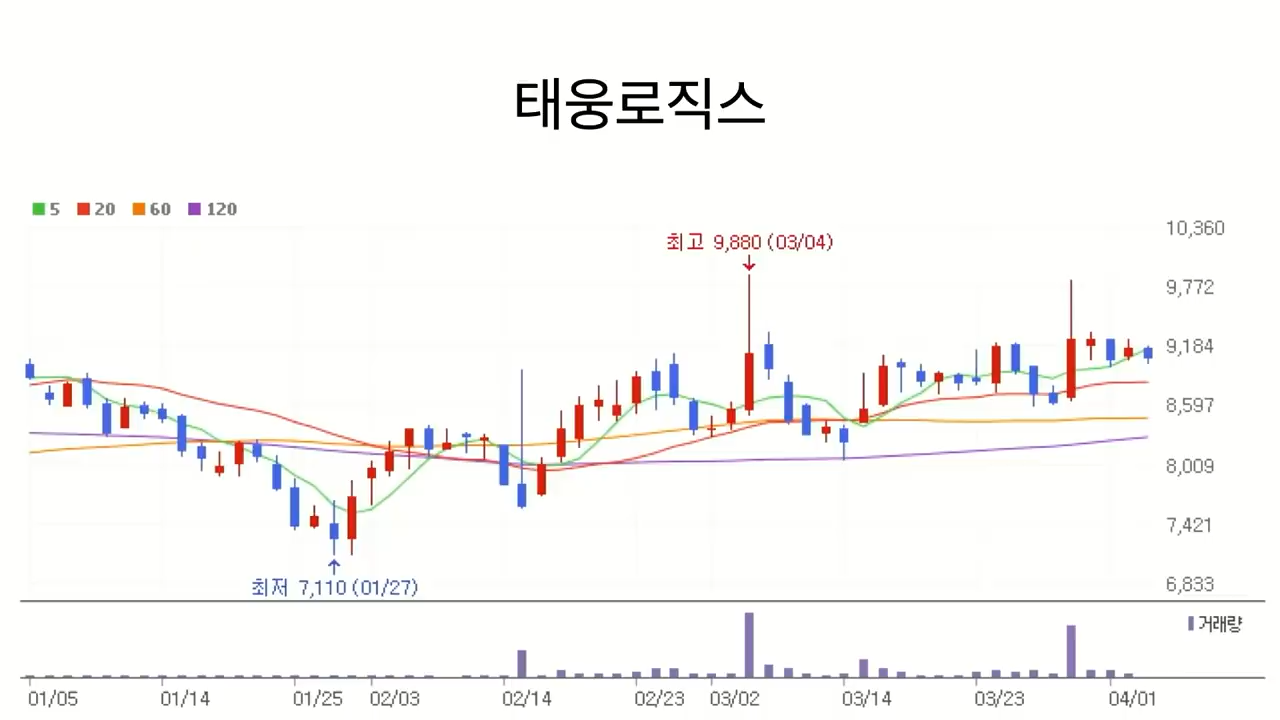 태웅로직스
5 20 60 120
최고 9,880 (03/04)
10,360
9,772
9,184
8,597
8,009
7,421
6,833
최저 7,110 (01/27)
거래량
01/05 01/14 01/25 02/03 02/14 02/23 03/02 03/14 03/23 04/01